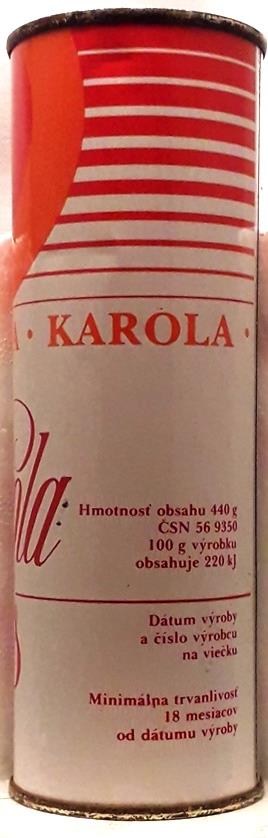 A · KAROLA ·
ola
Hmotnosť obsahu 440 g
ČSN 56 9350
100 g výrobku
obsahuje 220 kJ
Dátum výroby
a číslo výrobcu
na viečku
Minimálna trvanlivosť
18 mesiacov
od dátumu výroby